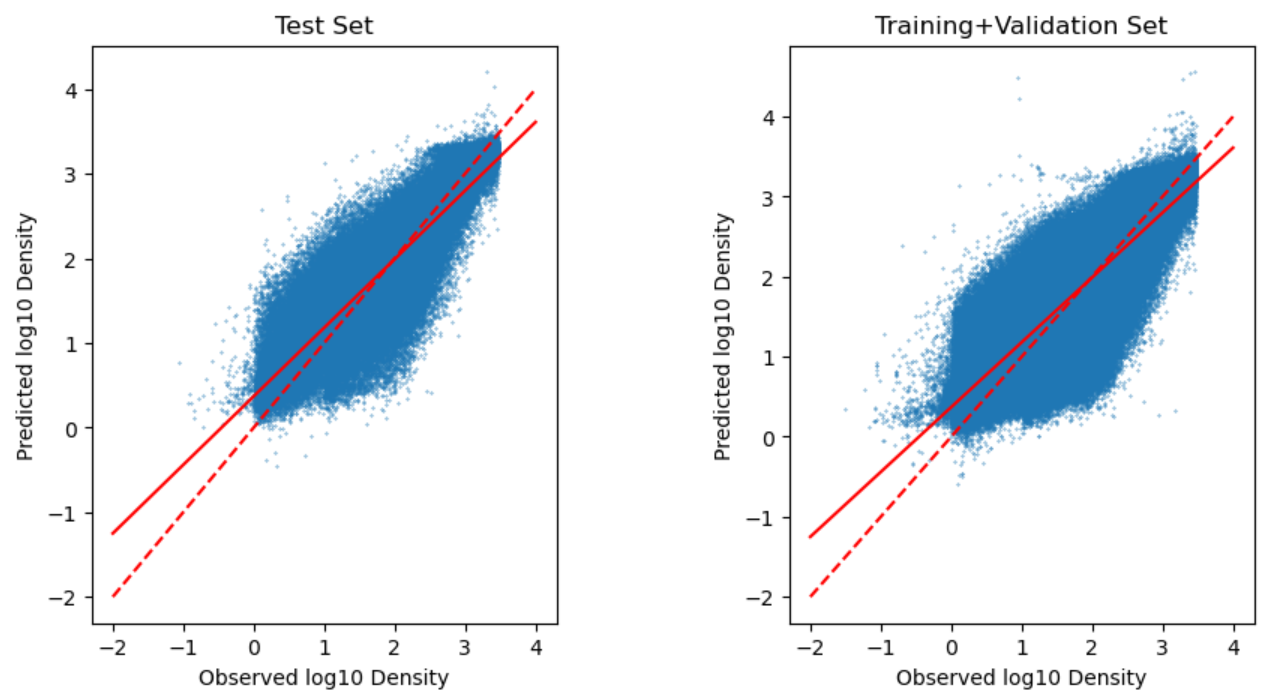 Test Set
Training+Validation Set
Predicted log10 Density
4
3
2
1
0
−1
−2
−2 −1 0 1 2 3 4
Observed log10 Density
Predicted log10 Density
4
3
2
1
0
−1
−2
−2 −1 0 1 2 3 4
Observed log10 Density